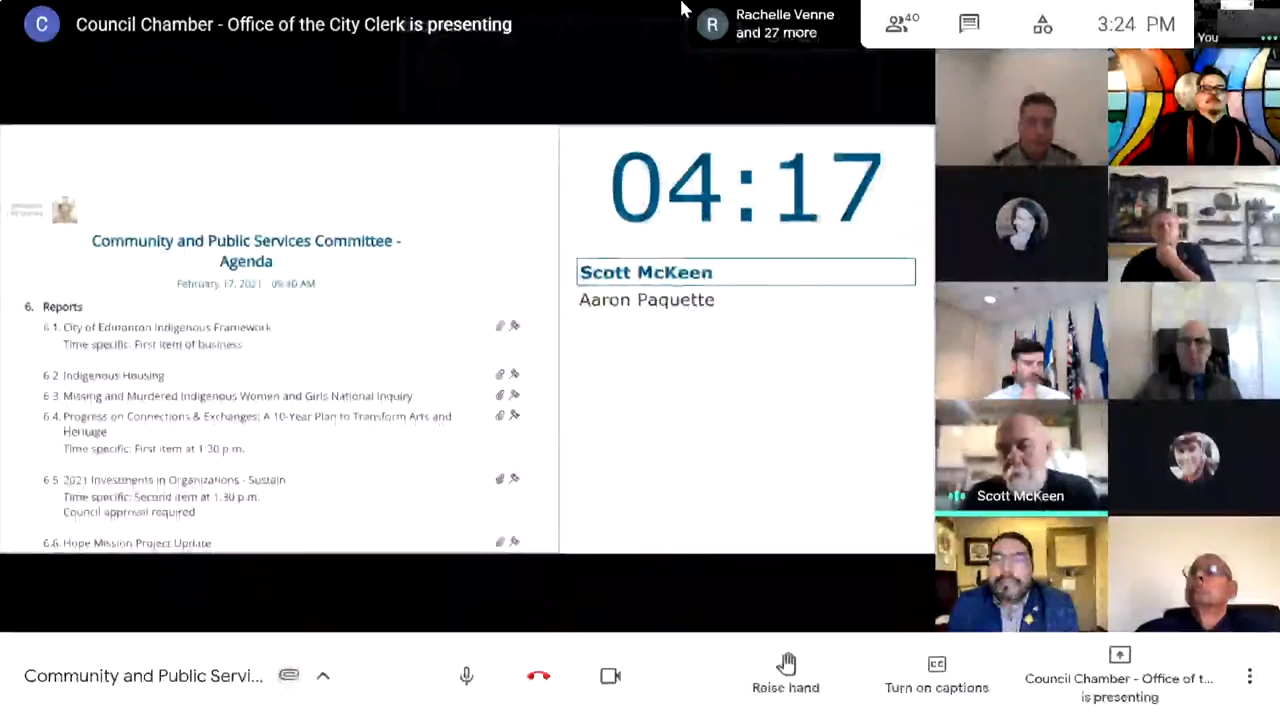 C
Council Chamber - Office of the City Clerk is presenting
R
Rachelle Venne
and 27 more
40
3:24 PM
You
Community and Public Services Committee -
Agenda
February 17, 2021
AM
6. Reports
6.1. City of Edmonton Indigenous Framework
Time specific: First item of business
6.2 Indigenous Housing
6.3 Missing and Murdered Indigenous Women and Girls National Inquiry
6.4. Progress on Connections & Exchanges: A 10-Year Plan to Transform Arts and
Heritage
Time specific: First item at 1:30 p.m.
6.5 2021 Investments in Organizations - Sustain
Time specific: Second item at 1.30 p.m.
Council approval required
6.6. Hope Mission Project Update
04:17
Scott McKeen
Aaron Paquette
Scott McKeen
Community and Public Servi...
Raise hand
CC
Turn on captions
Council Chamber - Office of t...
is presenting